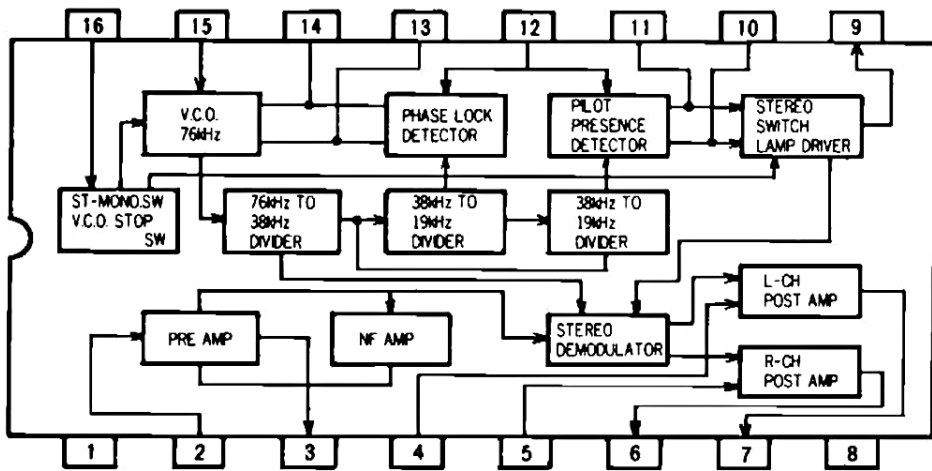 16 15 14 13 12 11 10 9
V.C.O.
76kHz
PHASE LOCK
DETECTOR
PILOT
PRESENCE
DETECTOR
STEREO
SWITCH
LAMP DRIVER
ST-MONO.SW
V.C.O. STOP
SW
76kHz TO
38kHz
DIVIDER
38kHz TO
19kHz
DIVIDER
38kHz TO
19kHz
DIVIDER
L-CH
POST AMP
PRE AMP
NF AMP
STEREO
DEMODULATOR
R-CH
POST AMP
1 2 3 4 5 6 7 8